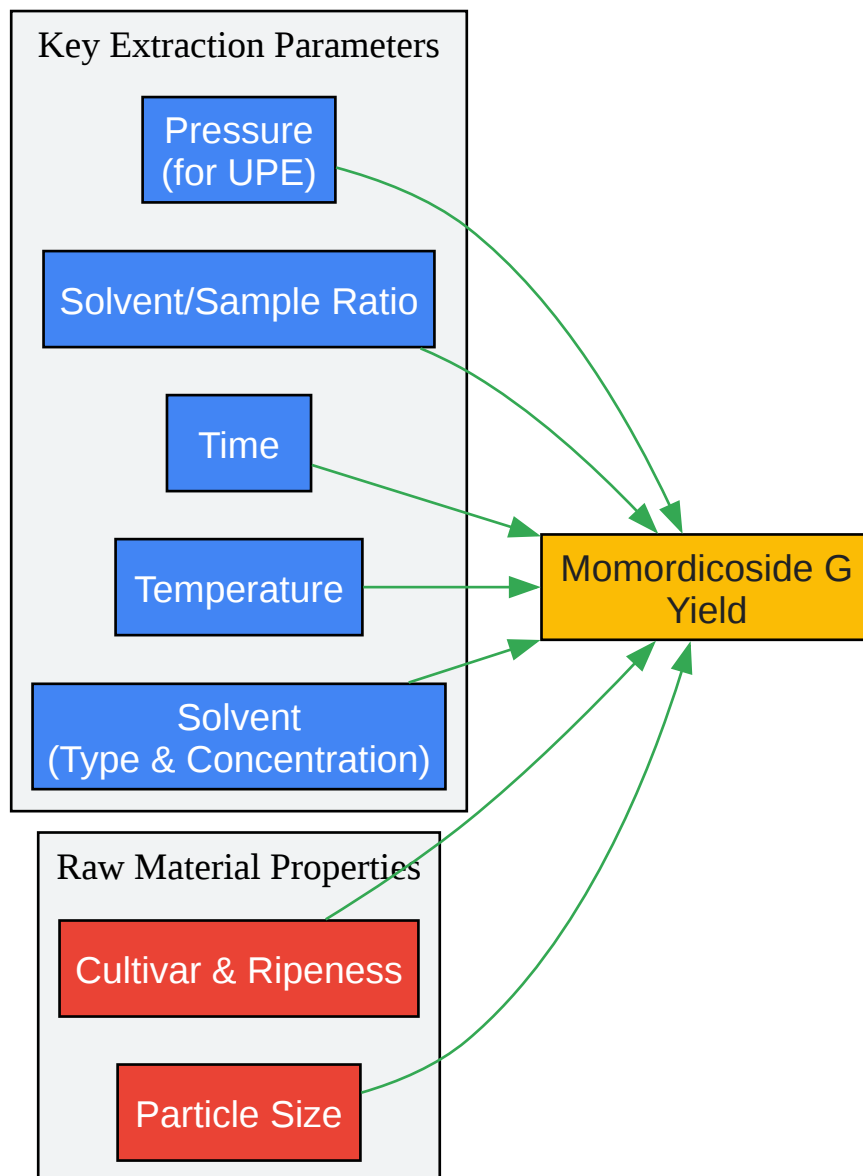 Key Extraction Parameters
Pressure
(for UPE)
Solvent/Sample Ratio
Time
Temperature
Solvent
(Type & Concentration)
Momordicoside G
Yield
Raw Material Properties
Cultivar & Ripeness
Particle Size